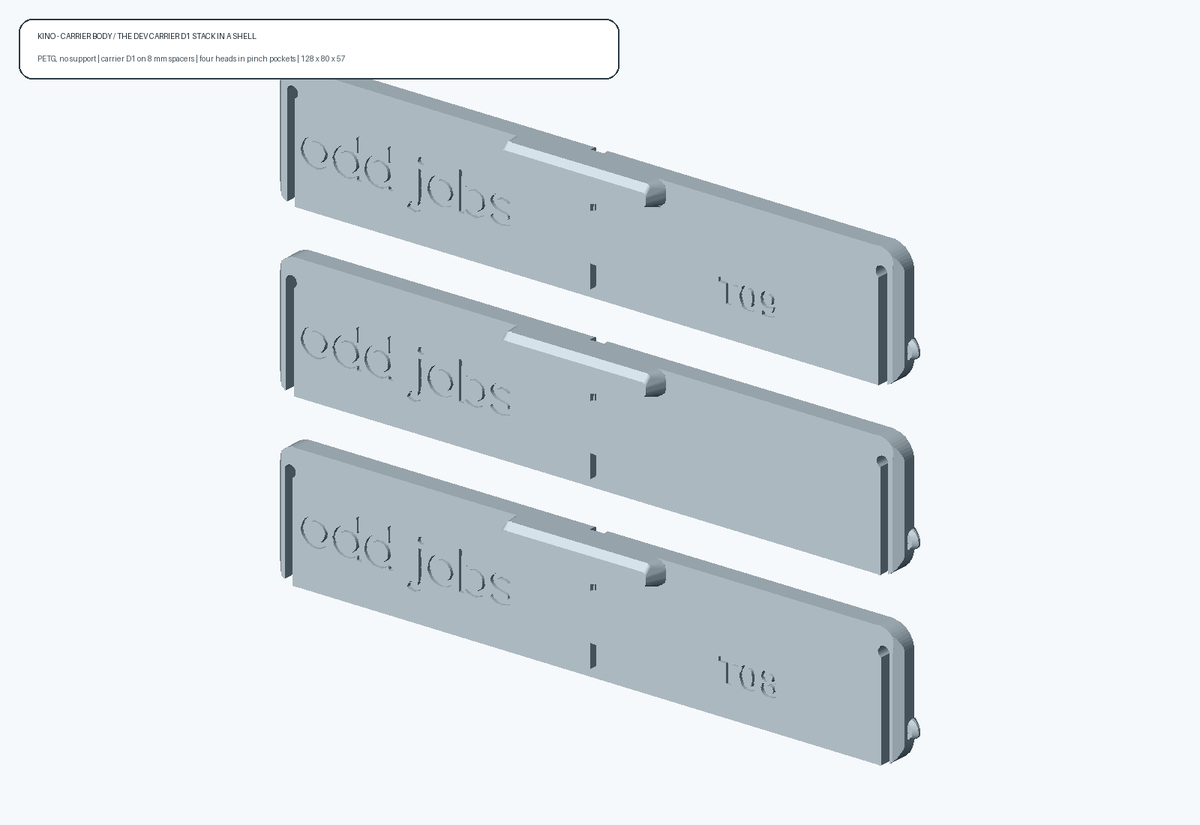 KINO - CARRIER BODY / THE DEV CARRIER D1 STACK IN A SHELL
PETG, no support | carrier D1 on 8 mm spacers | four heads in pinch pockets | 128 x 80 x 57
odd jobs
T09
odd jobs
odd jobs
T08